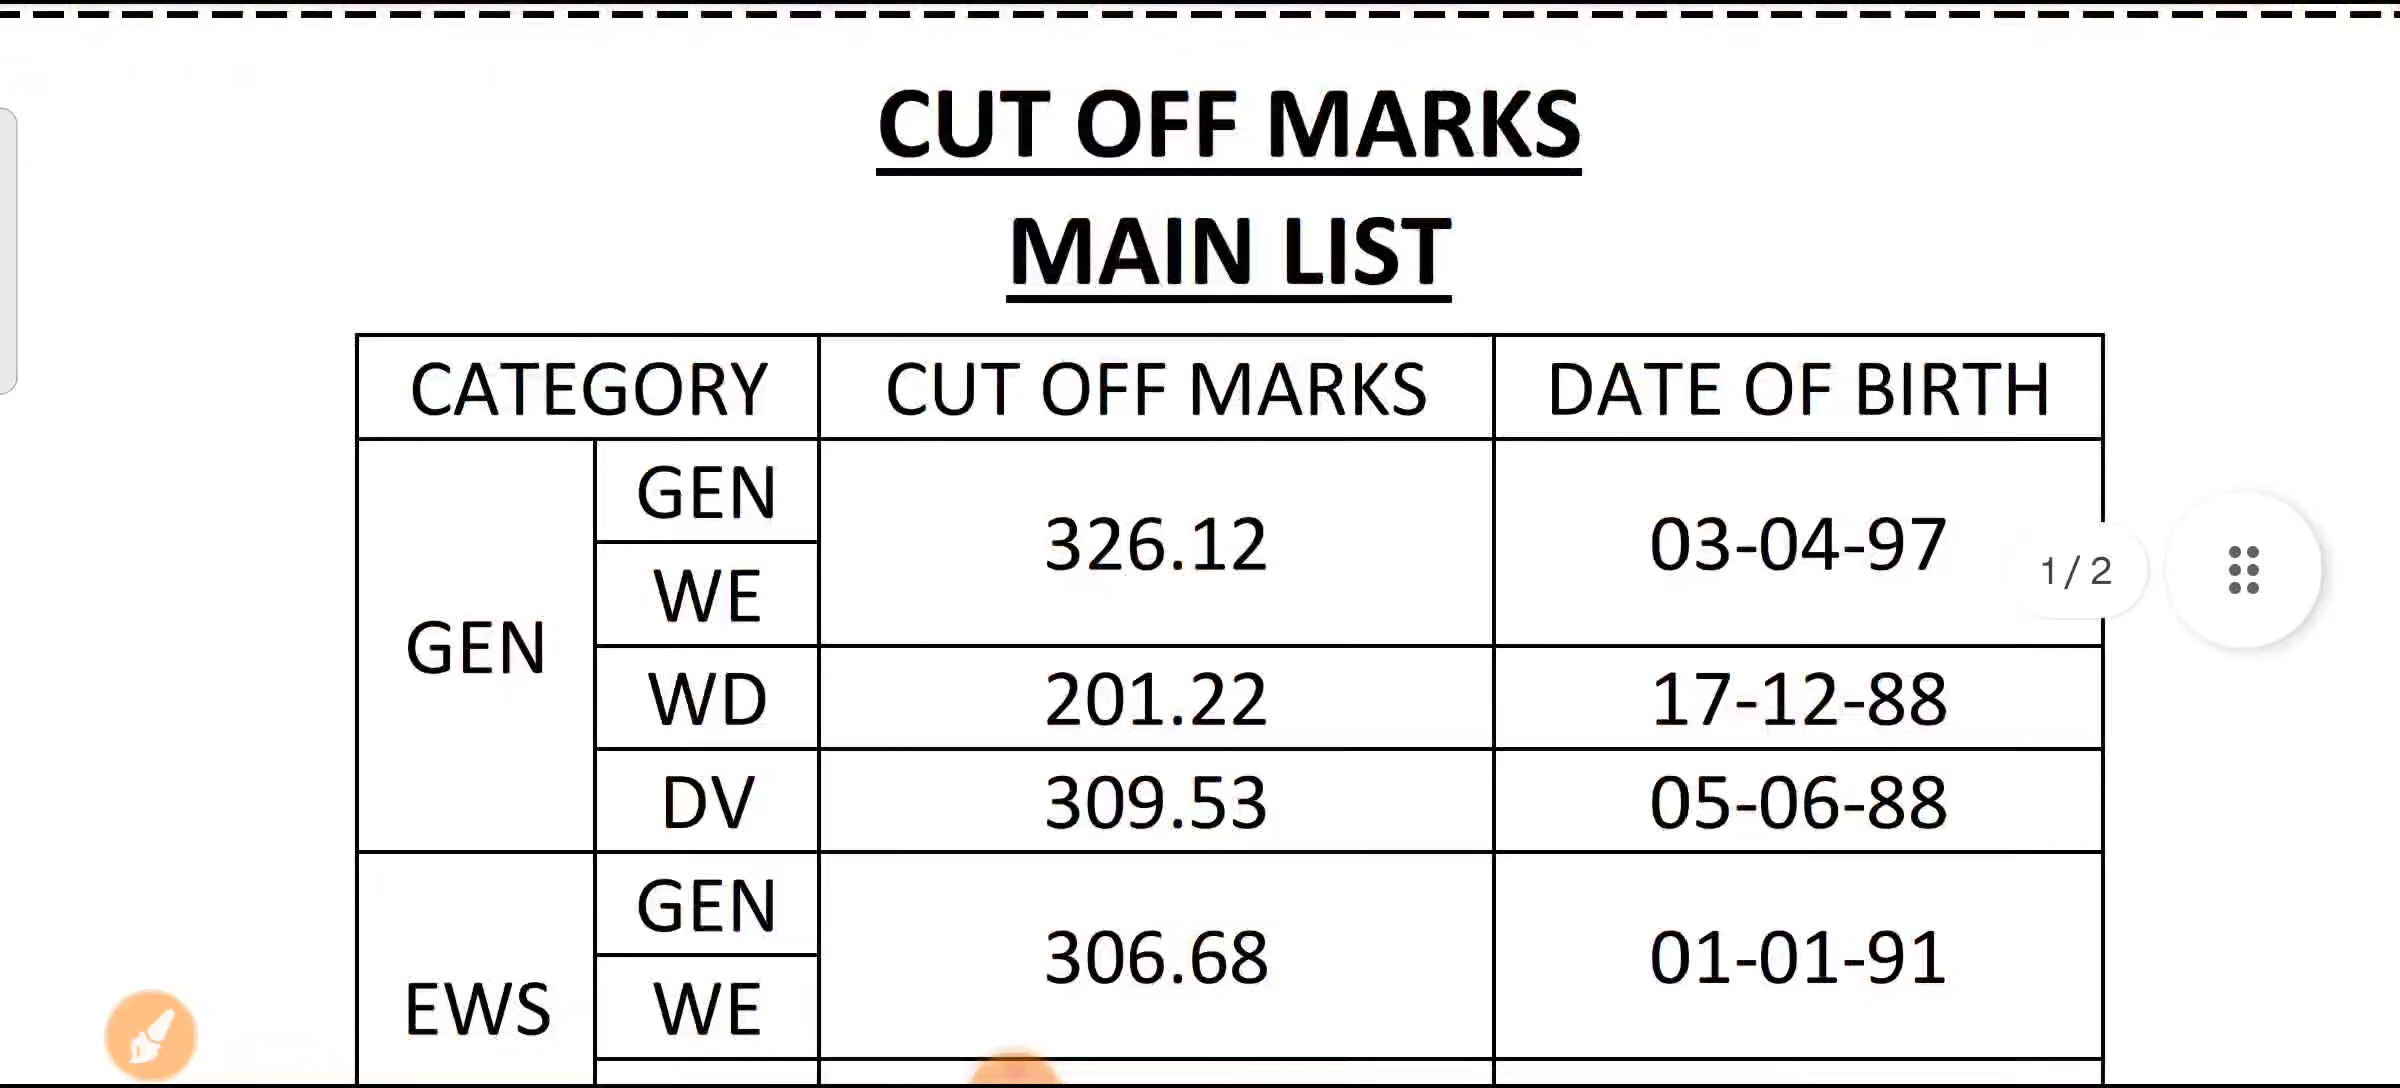 CUT OFF MARKS
MAIN LIST
CATEGORY CUT OFF MARKS DATE OF BIRTH
GEN GEN 326.12 03-04-97
WE
WD 201.22 17-12-88
DV 309.53 05-06-88
EWS GEN 306.68 01-01-91
WE
1/2